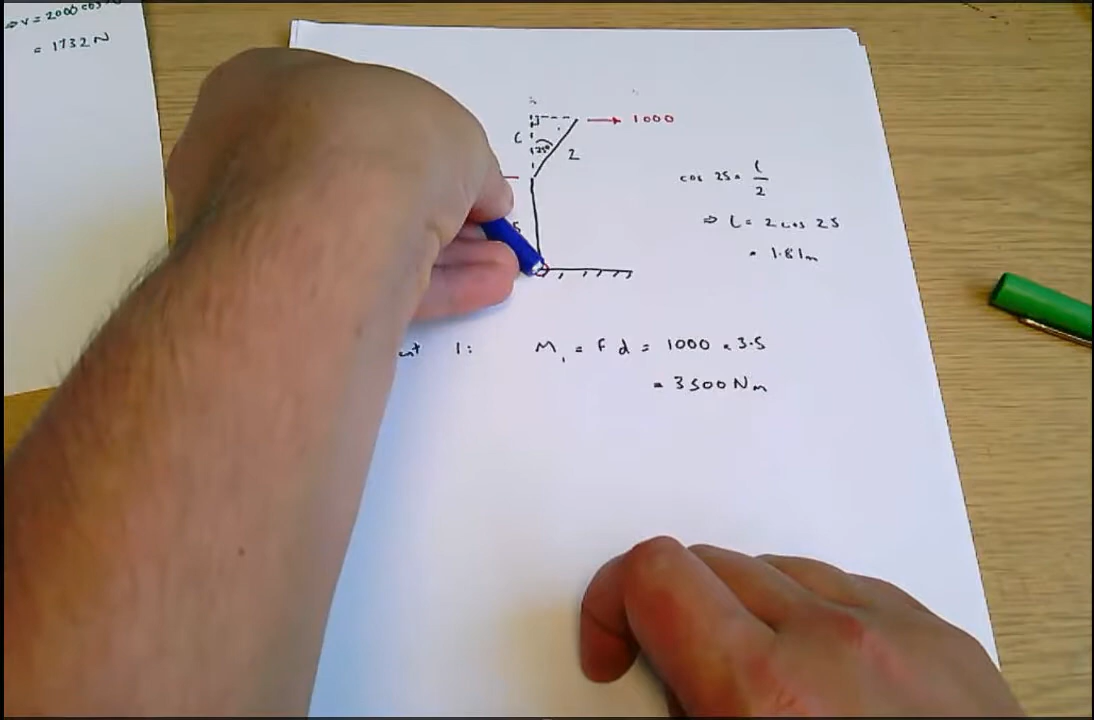 ⇒ V = 2000 cos
= 1732 N
1000
L
25°
2
5
cos 25 = L/2
⇒ L = 2 cos 25
= 1.81m
1: M₁ = F d = 1000 × 3.5
= 3500 Nm